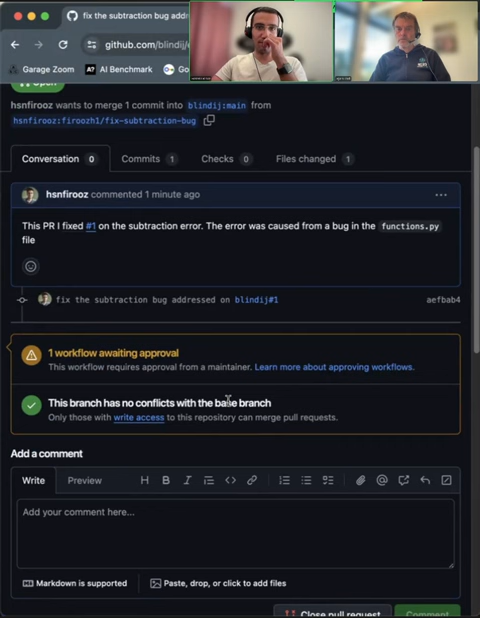 fix the subtraction bug addr
github.com/blindij/
Garage Zoom
A? AI Benchmark
Go
Open
hsnfirooz wants to merge 1 commit into blindij:main from
hsnfirooz:firoozh1/fix-subtraction-bug
Conversation 0
Commits 1
Checks 0
Files changed 1
hsnfirooz commented 1 minute ago
This PR I fixed #1 on the subtraction error. The error was caused from a bug in the functions.py
file
fix the subtraction bug addressed on blindij#1
aefbab4
1 workflow awaiting approval
This workflow requires approval from a maintainer. Learn more about approving workflows.
This branch has no conflicts with the base branch
Only those with write access to this repository can merge pull requests.
Add a comment
Write
Preview
H B I
Add your comment here...
Markdown is supported
Paste, drop, or click to add files
Close pull request
Comment